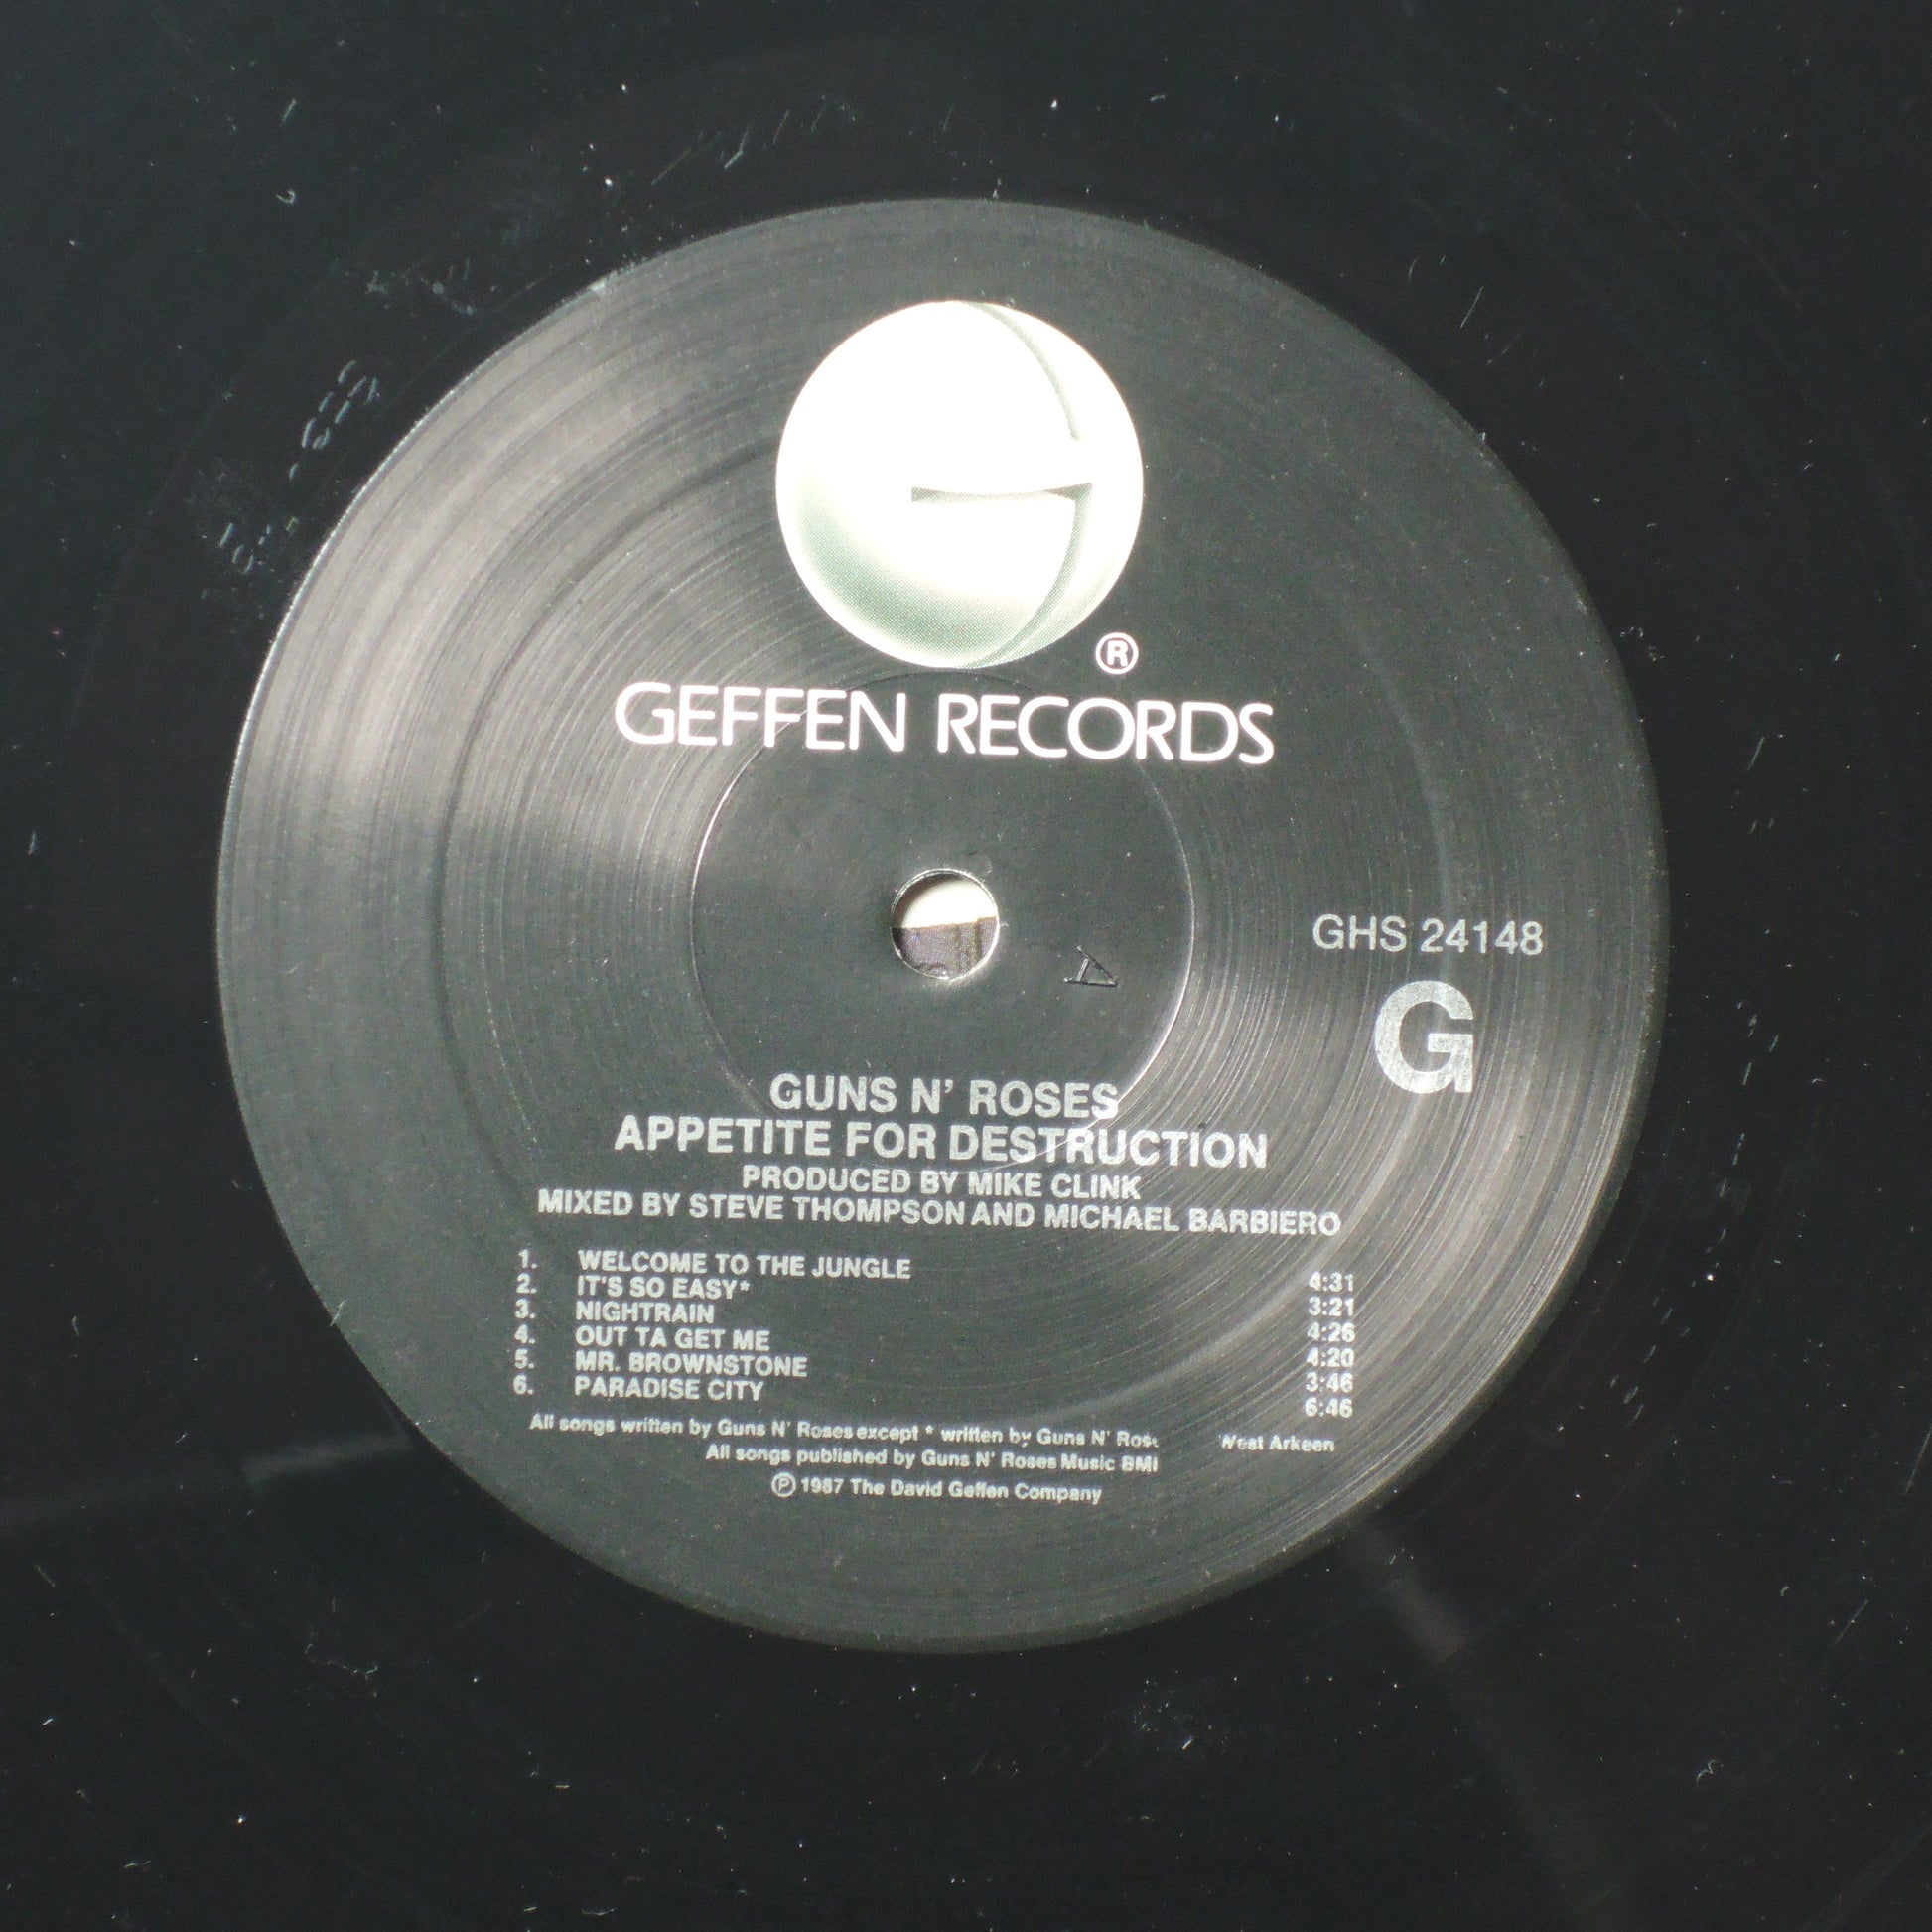 ®
GEFFEN RECORDS
GHS 24148
G
A
GUNS N' ROSES
APPETITE FOR DESTRUCTION
PRODUCED BY MIKE CLINK
MIXED BY STEVE THOMPSON AND MICHAEL BARBIERO
1. WELCOME TO THE JUNGLE 4:31
2. IT'S SO EASY* 3:21
3. NIGHTRAIN 4:26
4. OUT TA GET ME 4:20
5. MR. BROWNSTONE 3:46
6. PARADISE CITY 6:46
All songs written by Guns N' Roses except * written by Guns N' West Arkeen
All songs published by Guns N' Roses Music BMI
℗ 1987 The David Geffen Company